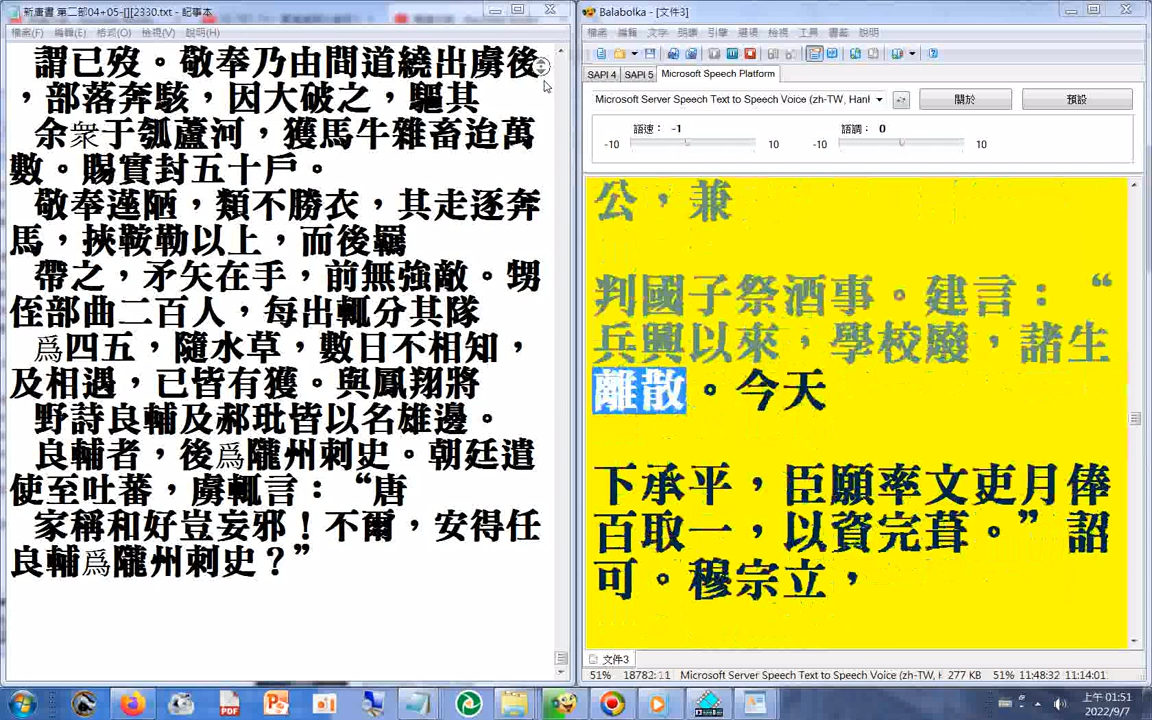 新唐書 第二部04+05-[][2330.txt - 記事本
檔案(F) 編輯(E) 格式(O) 檢視(V) 說明(H)
謂已歿。敬奉乃由間道繞出虜後
，部落奔駭，因大破之，驅其
余衆于瓠蘆河，獲馬牛雜畜迨萬
數。賜實封五十戶。
敬奉蓬陋，類不勝衣，其走逐奔
馬，挾鞍勒以上，而後羈
帶之，矛矢在手，前無強敵。甥
侄部曲二百人，每出輒分其隊
爲四五，隨水草，數日不相知，
及相遇，已皆有獲。與鳳翔將
野詩良輔及郝玼皆以名雄邊。
良輔者，後爲隴州刺史。朝廷遣
使至吐蕃，虜輒言：“唐
家稱和好豈妄邪！不爾，安得任
良輔爲隴州刺史？”
Balabolka - [文件3]
檔案 編輯 文字 朗讀 引擎 選項 檢視 工具 書籤 說明
SAPI 4 SAPI 5 Microsoft Speech Platform
Microsoft Server Speech Text to Speech Voice (zh-TW, Hanl
關於
預設
語速： -1
語調： 0
-10 10 -10 10
公，兼
判國子祭酒事。建言：“
兵興以來，學校廢，諸生
離散。今天
下承平，臣願率文吏月俸
百取一，以資完葺。”詔
可。穆宗立，
文件3
51% 18782:11 Microsoft Server Speech Text to Speech Voice (zh-TW, H 277 KB 51% 11:48:32 11:14:01
上午 01:51
2022/9/7